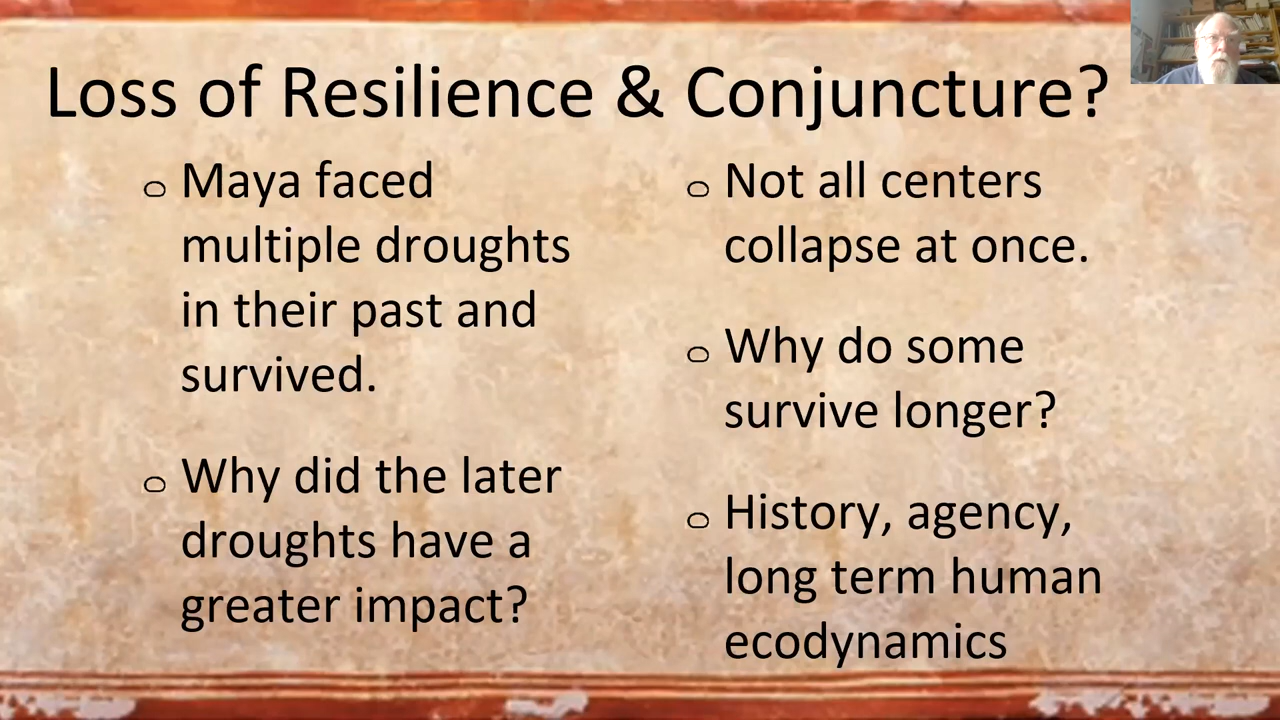 Loss of Resilience & Conjuncture?
Maya faced
multiple droughts
in their past and
survived.
Why did the later
droughts have a
greater impact?
Not all centers
collapse at once.
Why do some
survive longer?
History, agency,
long term human
ecodynamics